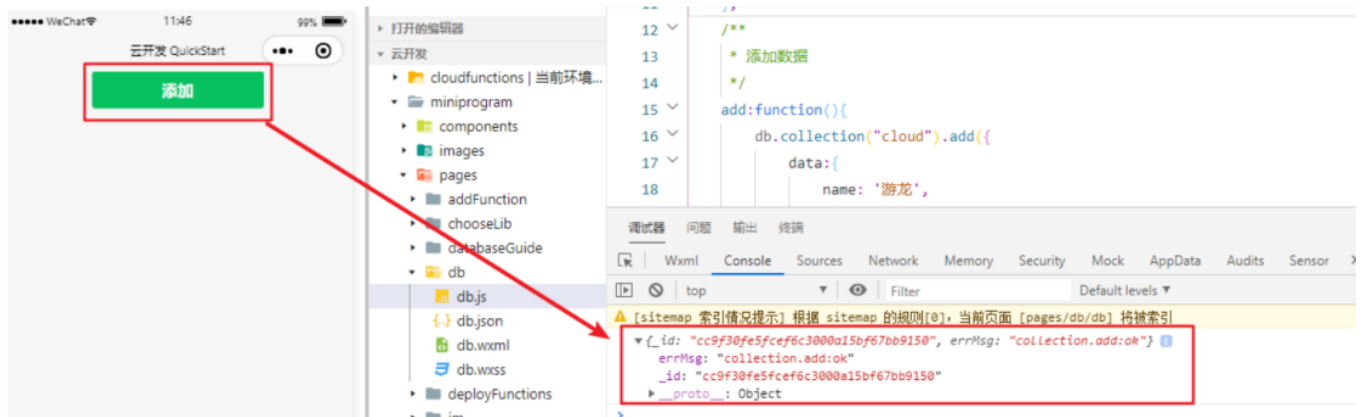 WeChat 11:46 99%
云开发 QuickStart
添加
打开的编辑器
云开发
cloudfunctions | 当前环境...
miniprogram
components
images
pages
addFunction
chooseLib
databaseGuide
db
db.js
db.json
db.wxml
db.wxss
deployFunctions
im
11 },
12 /**
13 * 添加数据
14 */
15 add:function(){
16 db.collection("cloud").add({
17 data:{
18 name: '游龙',
调试器 问题 输出 终端
Wxml Console Sources Network Memory Security Mock AppData Audits Sensor
top Filter Default levels ▼
[sitemap 索引情况提示] 根据 sitemap 的规则[0]，当前页面 [pages/db/db] 将被索引
{_id: "cc9f30fe5fcef6c3000a15bf67bb9150", errMsg: "collection.add:ok"}
errMsg: "collection.add:ok"
_id: "cc9f30fe5fcef6c3000a15bf67bb9150"
__proto__: Object